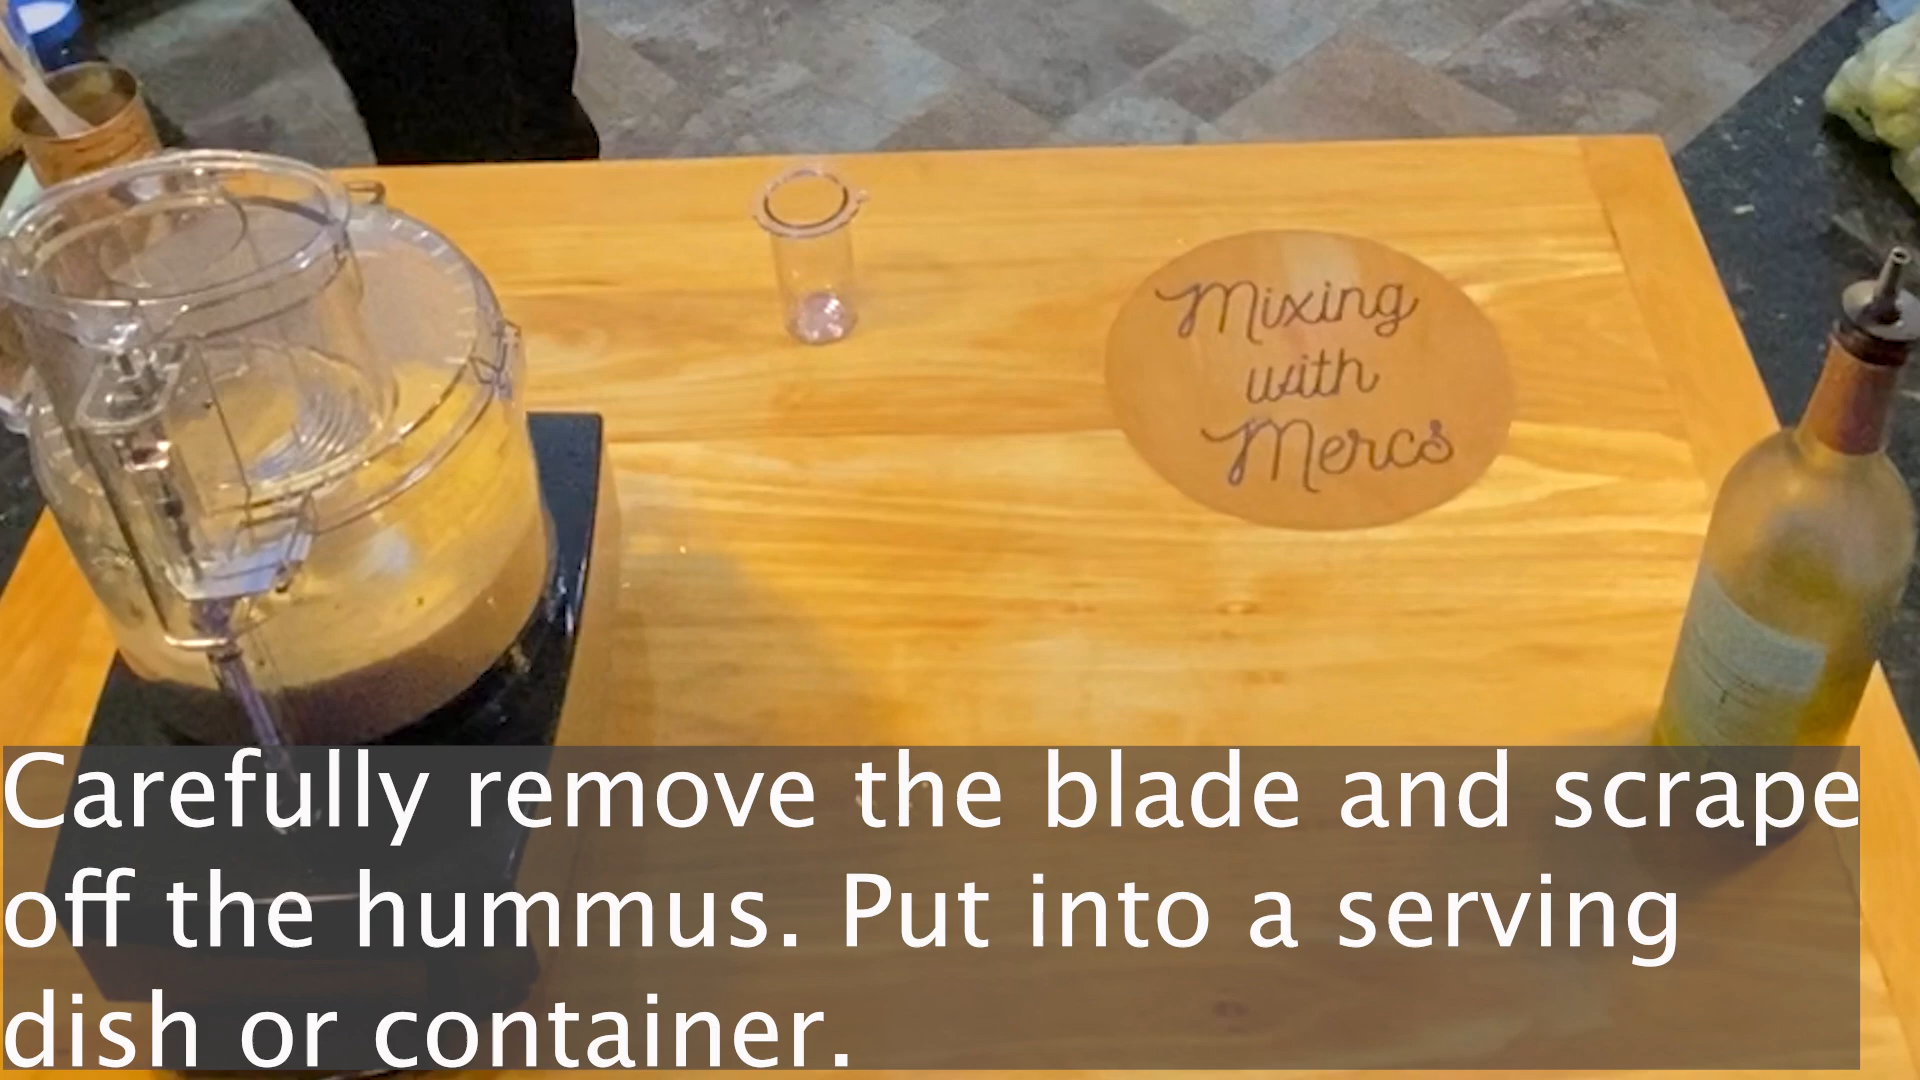 Mixing
with
Mercs
Carefully remove the blade and scrape
off the hummus. Put into a serving
dish or container.